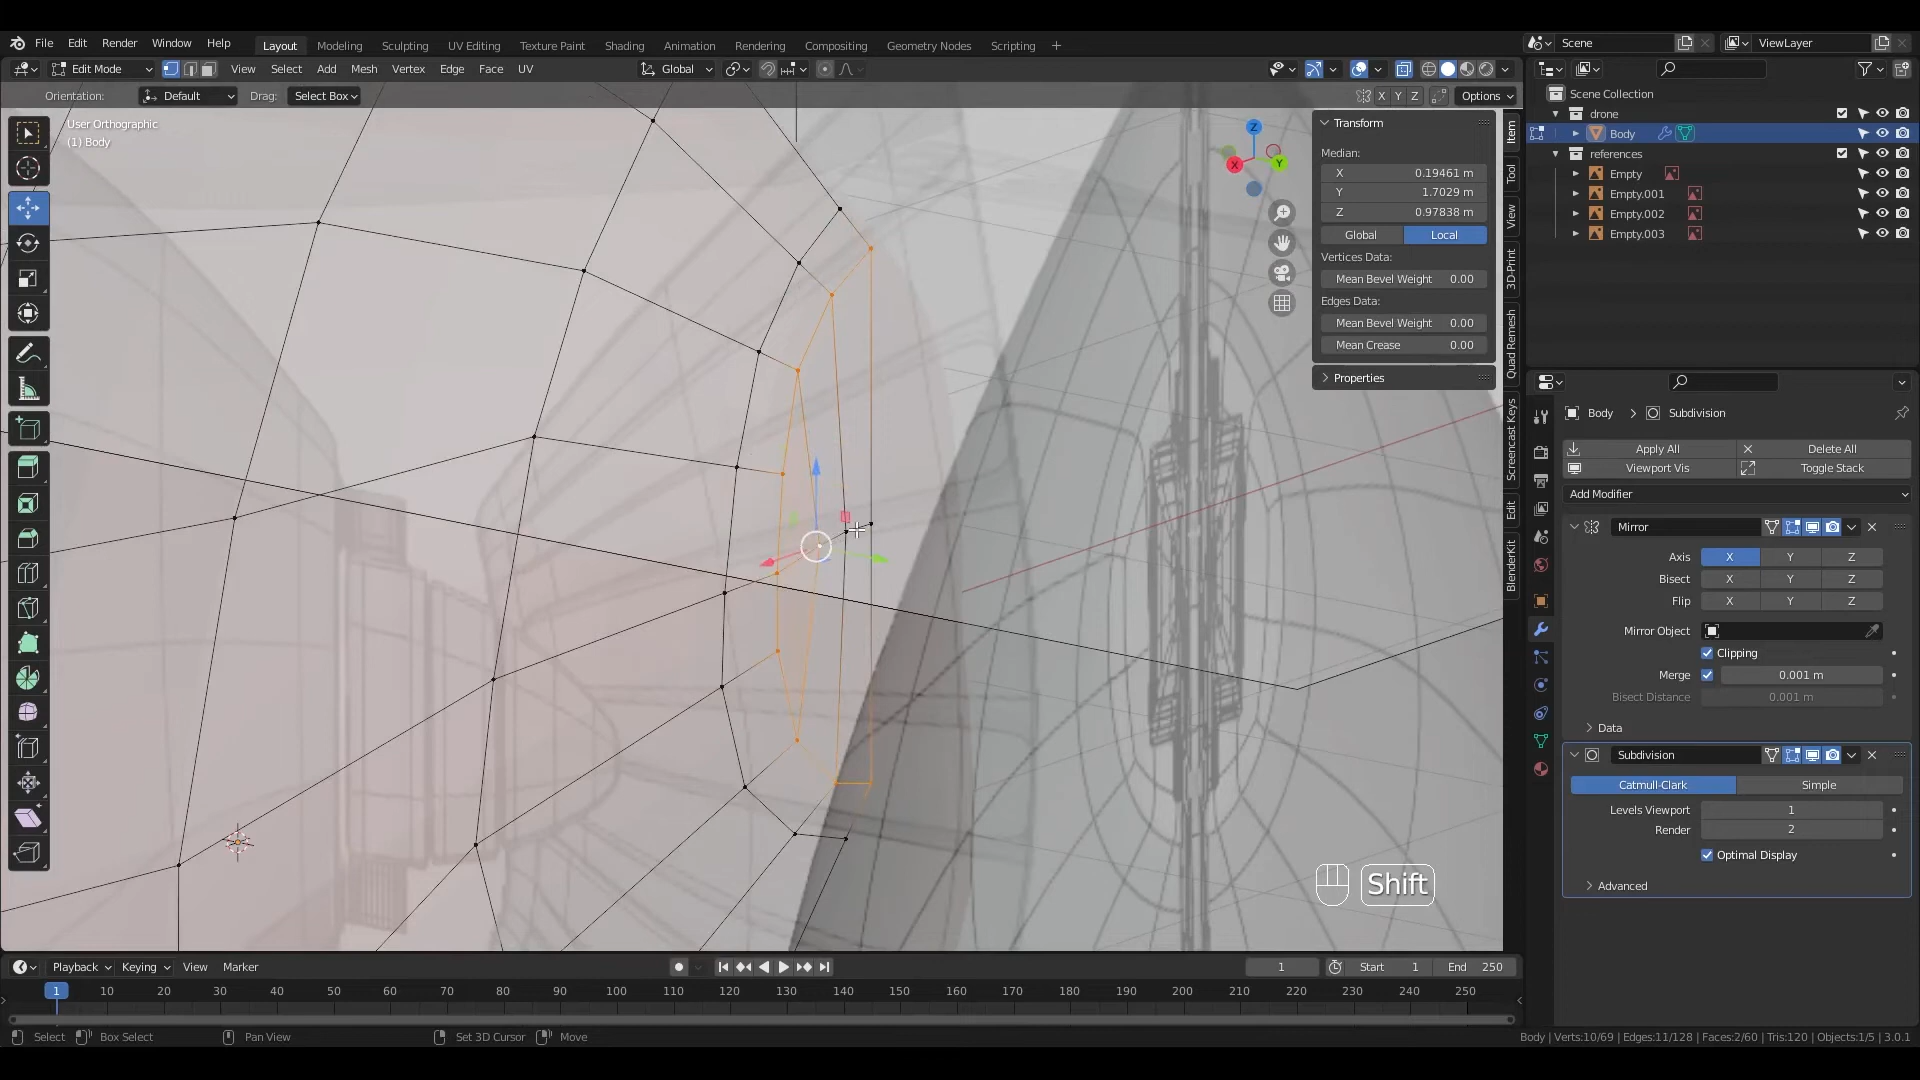 File Edit Render Window Help Layout Modeling Sculpting UV Editing Texture Paint Shading Animation Rendering Compositing Geometry Nodes Scripting + Scene ViewLayer
Edit Mode View Select Add Mesh Vertex Edge Face UV Global
Orientation: Default Drag: Select Box X Y Z Options
User Orthographic
(1) Body
Z
X
Y
Transform
Median:
X 0.19461 m
Y 1.7029 m
Z 0.97838 m
Global Local
Vertices Data:
Mean Bevel Weight 0.00
Edges Data:
Mean Bevel Weight 0.00
Mean Crease 0.00
Properties
Item
Tool
View
3D-Print
Quad Remesh
Screencast Keys
Edit
BlenderKit
Scene Collection
drone
Body
references
Empty
Empty.001
Empty.002
Empty.003
Body > Subdivision
Apply All Delete All
Viewport Vis Toggle Stack
Add Modifier
Mirror
Axis X Y Z
Bisect X Y Z
Flip X Y Z
Mirror Object
Clipping
Merge 0.001 m
Bisect Distance 0.001 m
Data
Subdivision
Catmull-Clark Simple
Levels Viewport 1
Render 2
Optimal Display
Advanced
Shift
Playback Keying View Marker 1 Start 1 End 250
1 10 20 30 40 50 60 70 80 90 100 110 120 130 140 150 160 170 180 190 200 210 220 230 240 250
Select Box Select Pan View Set 3D Cursor Move Body | Verts:10/69 | Edges:11/128 | Faces:2/60 | Tris:120 | Objects:1/5 | 3.0.1